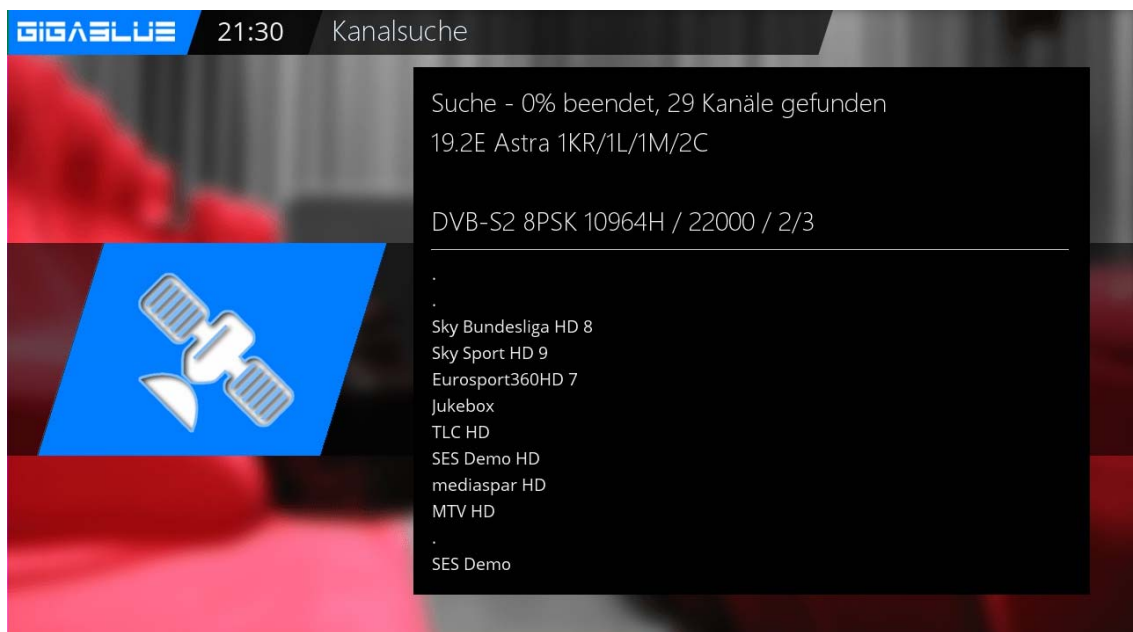 GIGABLUE 21:30 Kanalsuche
Suche - 0% beendet, 29 Kanäle gefunden
19.2E Astra 1KR/1L/1M/2C
DVB-S2 8PSK 10964H / 22000 / 2/3
.
.
Sky Bundesliga HD 8
Sky Sport HD 9
Eurosport360HD 7
Jukebox
TLC HD
SES Demo HD
mediaspar HD
MTV HD
.
SES Demo